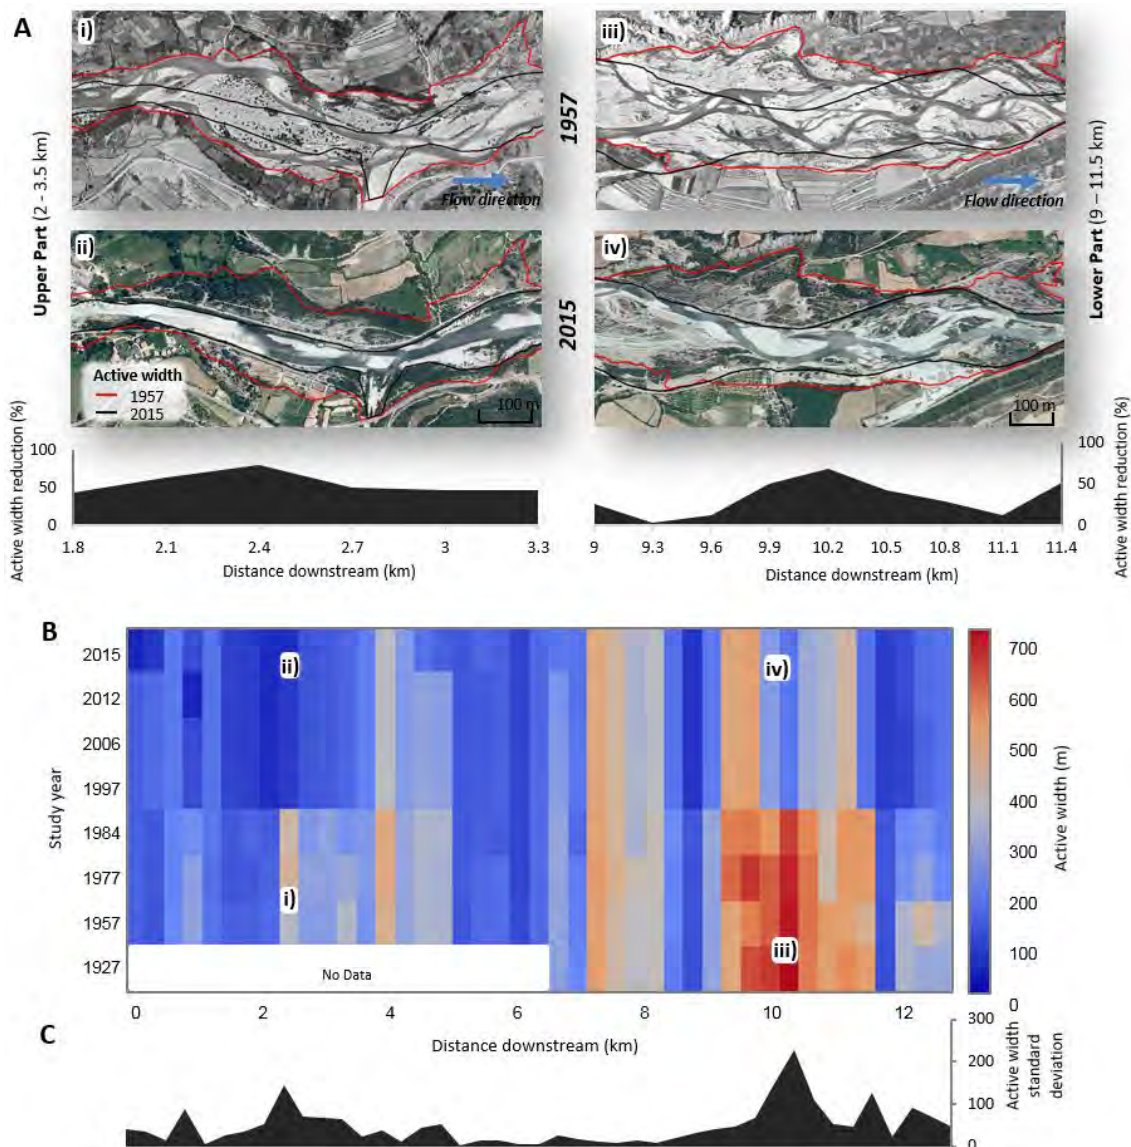 A
i)
iii)
Upper Part (2 - 3.5 km)
1957
Flow direction
Flow direction
Lower Part (9 – 11.5 km)
ii)
iv)
2015
Active width
1957
2015
100 m
100 m
Active width reduction (%)
100
50
0
1.8 2.1 2.4 2.7 3 3.3
Distance downstream (km)
9 9.3 9.6 9.9 10.2 10.5 10.8 11.1 11.4
Distance downstream (km)
100
50
0
Active width reduction (%)
B
Study year
2015
2012
2006
1997
1984
1977
1957
1927
ii)
iv)
i)
iii)
No Data
0 2 4 6 8 10 12
Distance downstream (km)
700
600
500
400
300
200
100
0
Active width (m)
C
300
200
100
0
Active width
standard
deviation